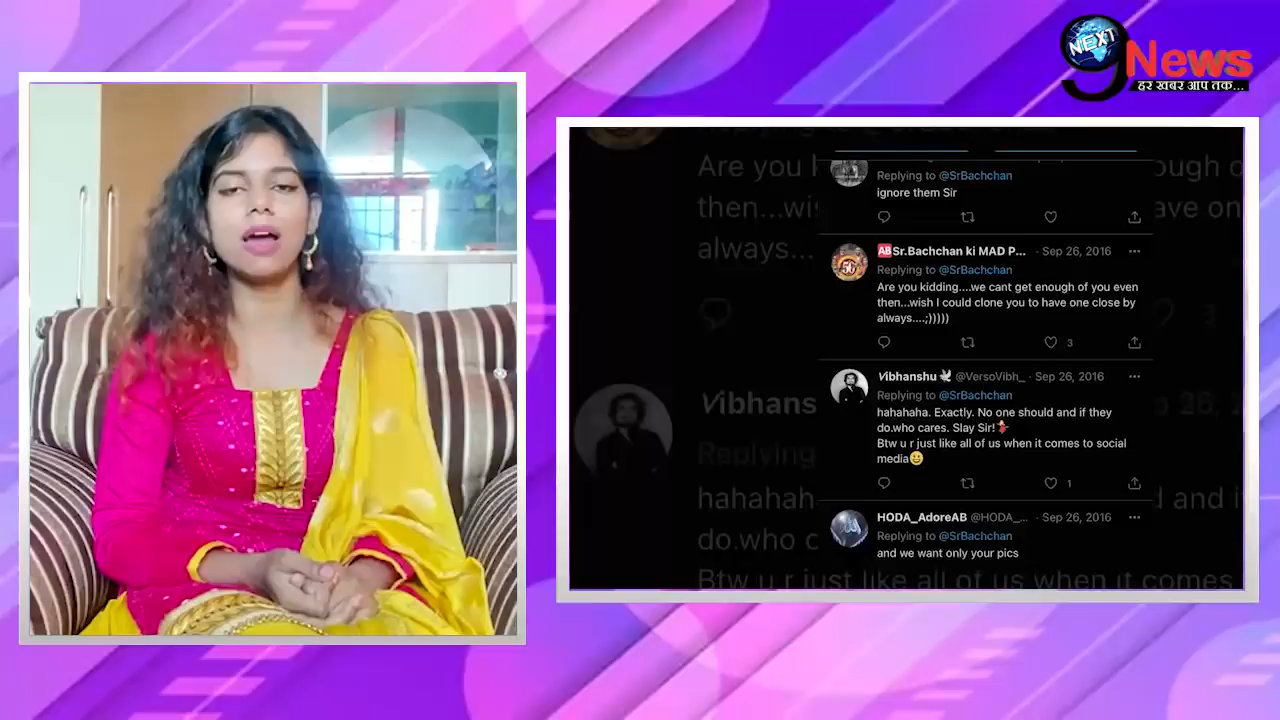 NEXT
9 News
हर खबर आप तक...
Replying to @SrBachchan
ignore them Sir
ABSr.Bachchan ki MAD P... · Sep 26, 2016 ...
Replying to @SrBachchan
Are you kidding....we cant get enough of you even
then...wish I could clone you to have one close by
always....;)))))
3
Vibhanshu 🕊 @VersoVibh_ · Sep 26, 2016 ...
Replying to @SrBachchan
hahahaha. Exactly. No one should and if they
do.who cares. Slay Sir!💃
Btw u r just like all of us when it comes to social
media😀
1
HODA_AdoreAB @HODA_... · Sep 26, 2016 ...
Replying to @SrBachchan
and we want only your pics